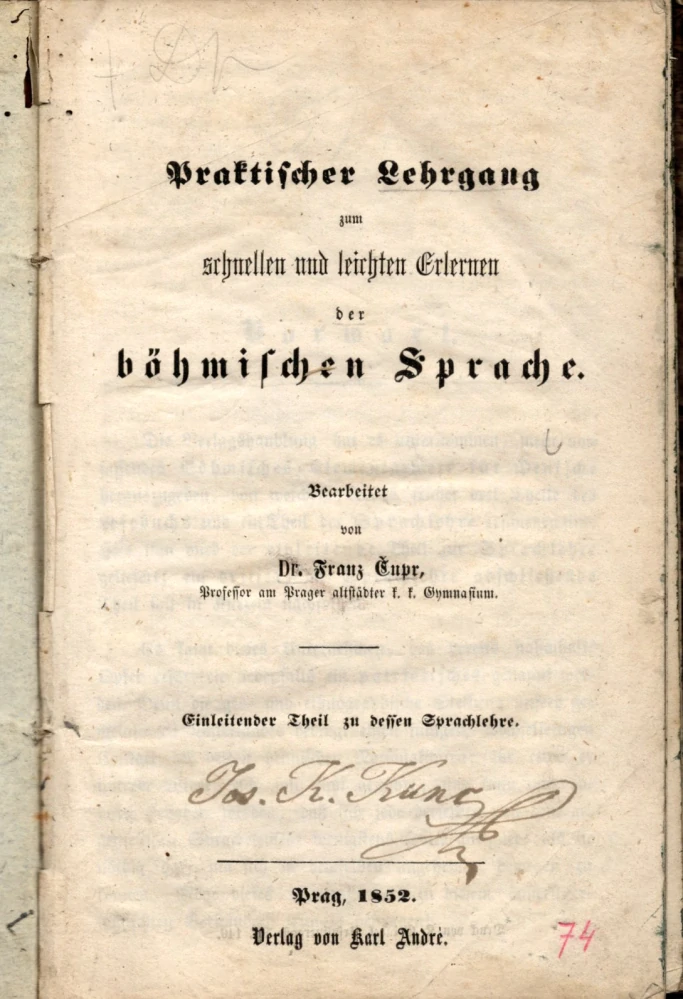 Praktischer Lehrgang
zum
schnellen und leichten Erlernen
der
böhmischen Sprache.
Bearbeitet
von
Dr. Franz Čupr,
Professor am Prager altstädter k. k. Gymnasium.
Einleitender Theil zu dessen Sprachlehre.
Jos. K. Kunc
Prag, 1852.
Verlag von Karl André.
74